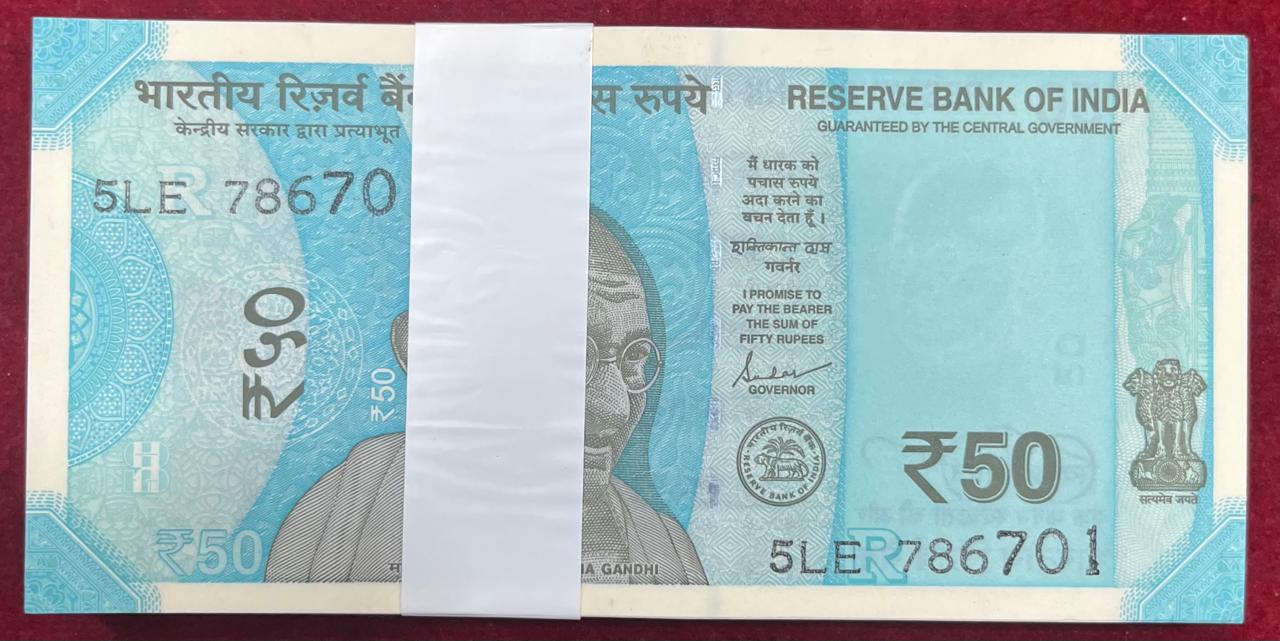 भारतीय रिज़र्व बैं
स रुपये
RESERVE BANK OF INDIA
केन्द्रीय सरकार द्वारा प्रत्याभूत
GUARANTEED BY THE CENTRAL GOVERNMENT
R
5LE 78670
मैं धारक को
पचास रुपये
अदा करने का
वचन देता हूँ ।
शक्तिकान्त दास
गवर्नर
₹५०
₹50
I PROMISE TO
PAY THE BEARER
THE SUM OF
FIFTY RUPEES
GOVERNOR
भारतीय रिज़र्व बैंक
RESERVE BANK OF INDIA
₹50
सत्यमेव जयते
₹50
GANDHI
R
5LE 786701